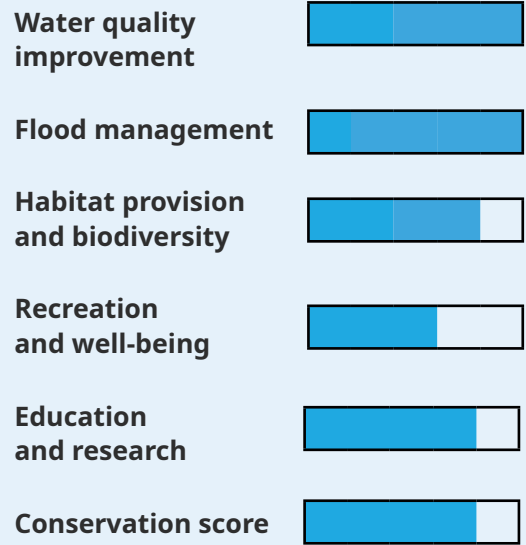 Water quality
improvement
Flood management
Habitat provision
and biodiversity
Recreation
and well-being
Education
and research
Conservation score